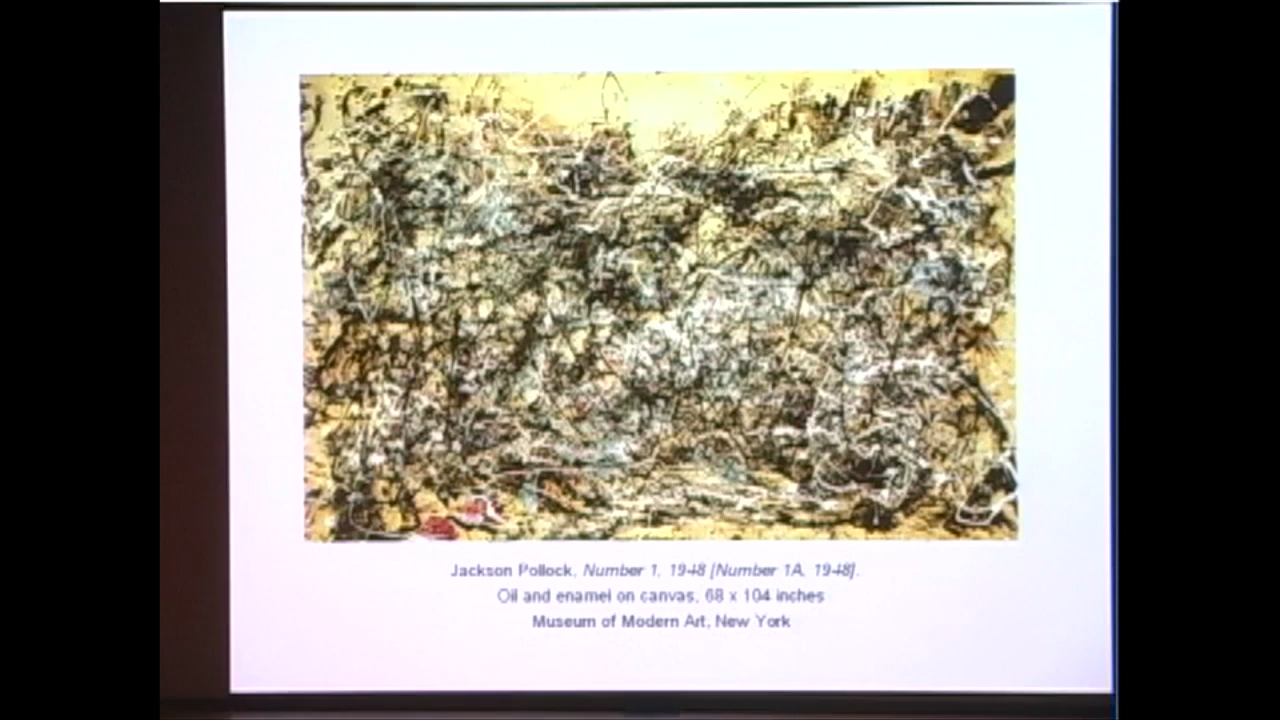 Jackson Pollock, Number 1, 1948 [Number 1A, 1948].
Oil and enamel on canvas, 68 x 104 inches
Museum of Modern Art, New York